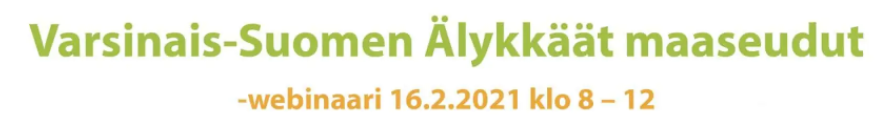 Varsinais-Suomen Älykkäät maaseudut
-webinaari 16.2.2021 klo 8 – 12